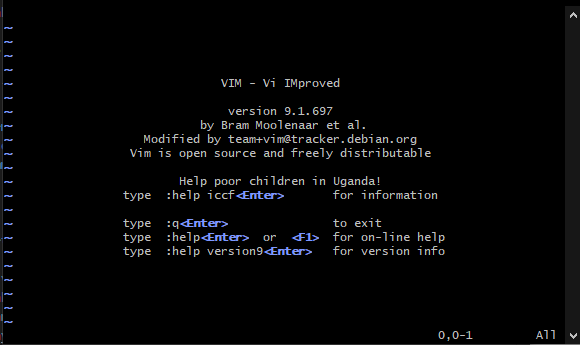 ~
~
~
~
VIM - Vi IMproved
~
~
version 9.1.697
~
by Bram Moolenaar et al.
~
Modified by team+vim@tracker.debian.org
~
Vim is open source and freely distributable
~
~
Help poor children in Uganda!
~
type  :help iccf<Enter>       for information
~
~
type  :q<Enter>               to exit
~
type  :help<Enter>  or  <F1>  for on-line help
~
type  :help version9<Enter>   for version info
~
~
~
~
~
0,0-1         All